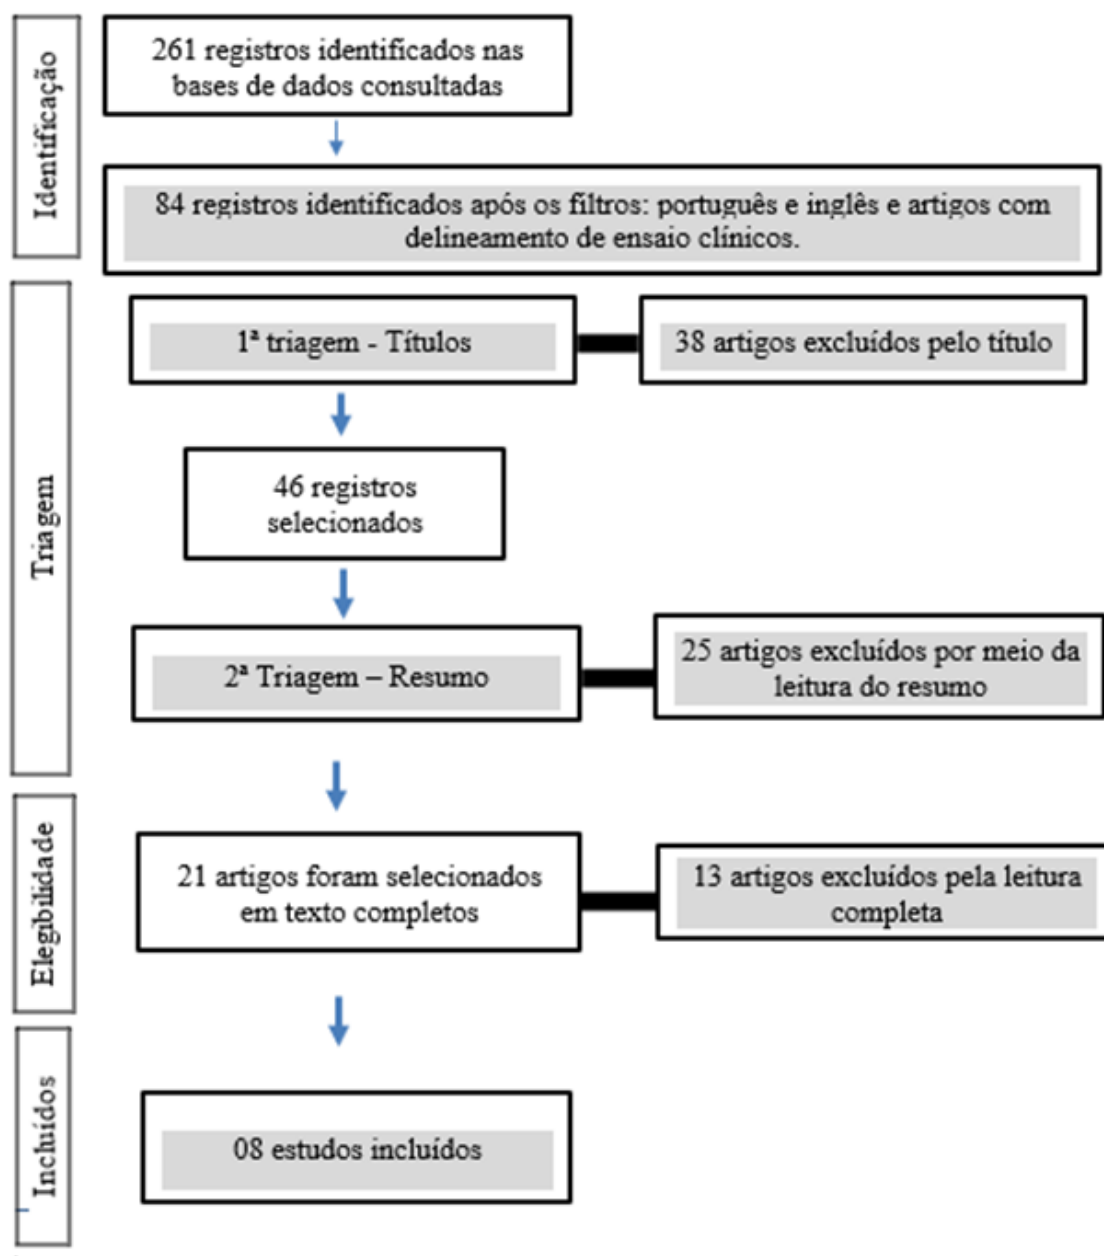 Identificação
261 registros identificados nas
bases de dados consultadas
84 registros identificados após os filtros: português e inglês e artigos com
delineamento de ensaio clínicos.
Triagem
1ª triagem - Títulos
38 artigos excluídos pelo título
46 registros
selecionados
2ª Triagem – Resumo
25 artigos excluídos por meio da
leitura do resumo
Elegibilidade
21 artigos foram selecionados
em texto completos
13 artigos excluídos pela leitura
completa
Incluídos
08 estudos incluídos